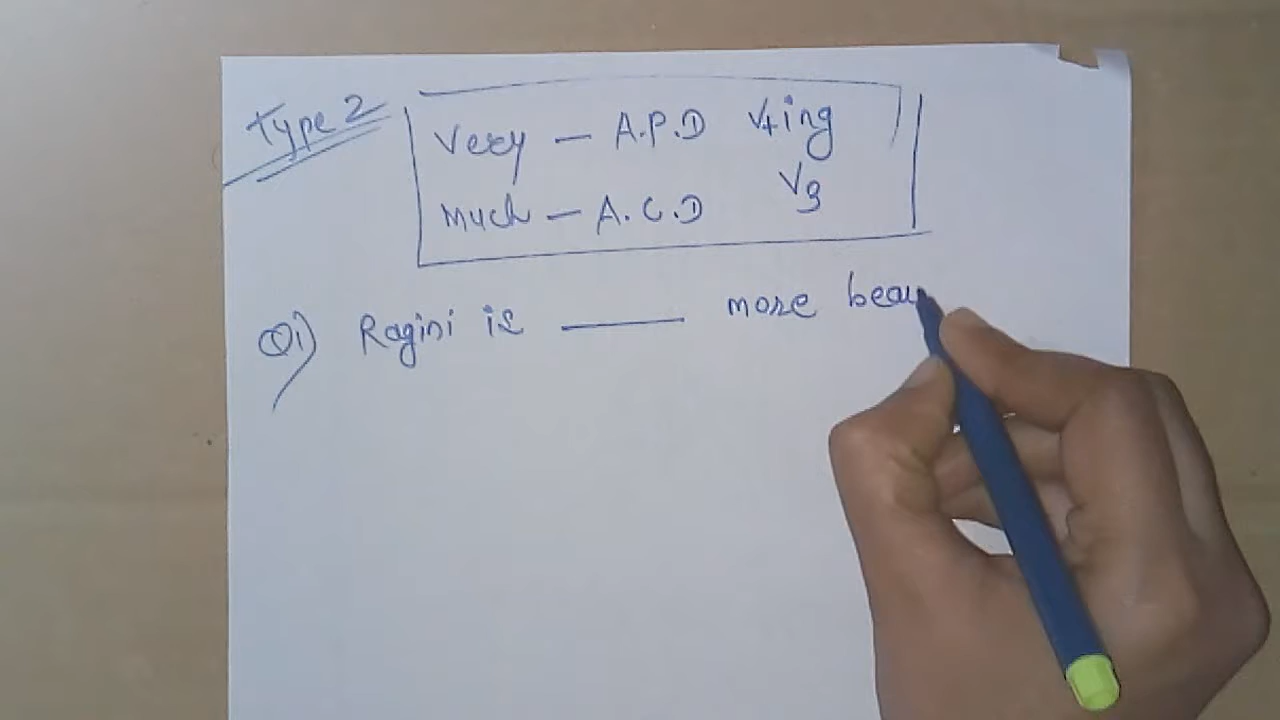 Type 2
Very — A.P.D V+ing
Much — A.C.D V3
Q1) Ragini is ______ more beau